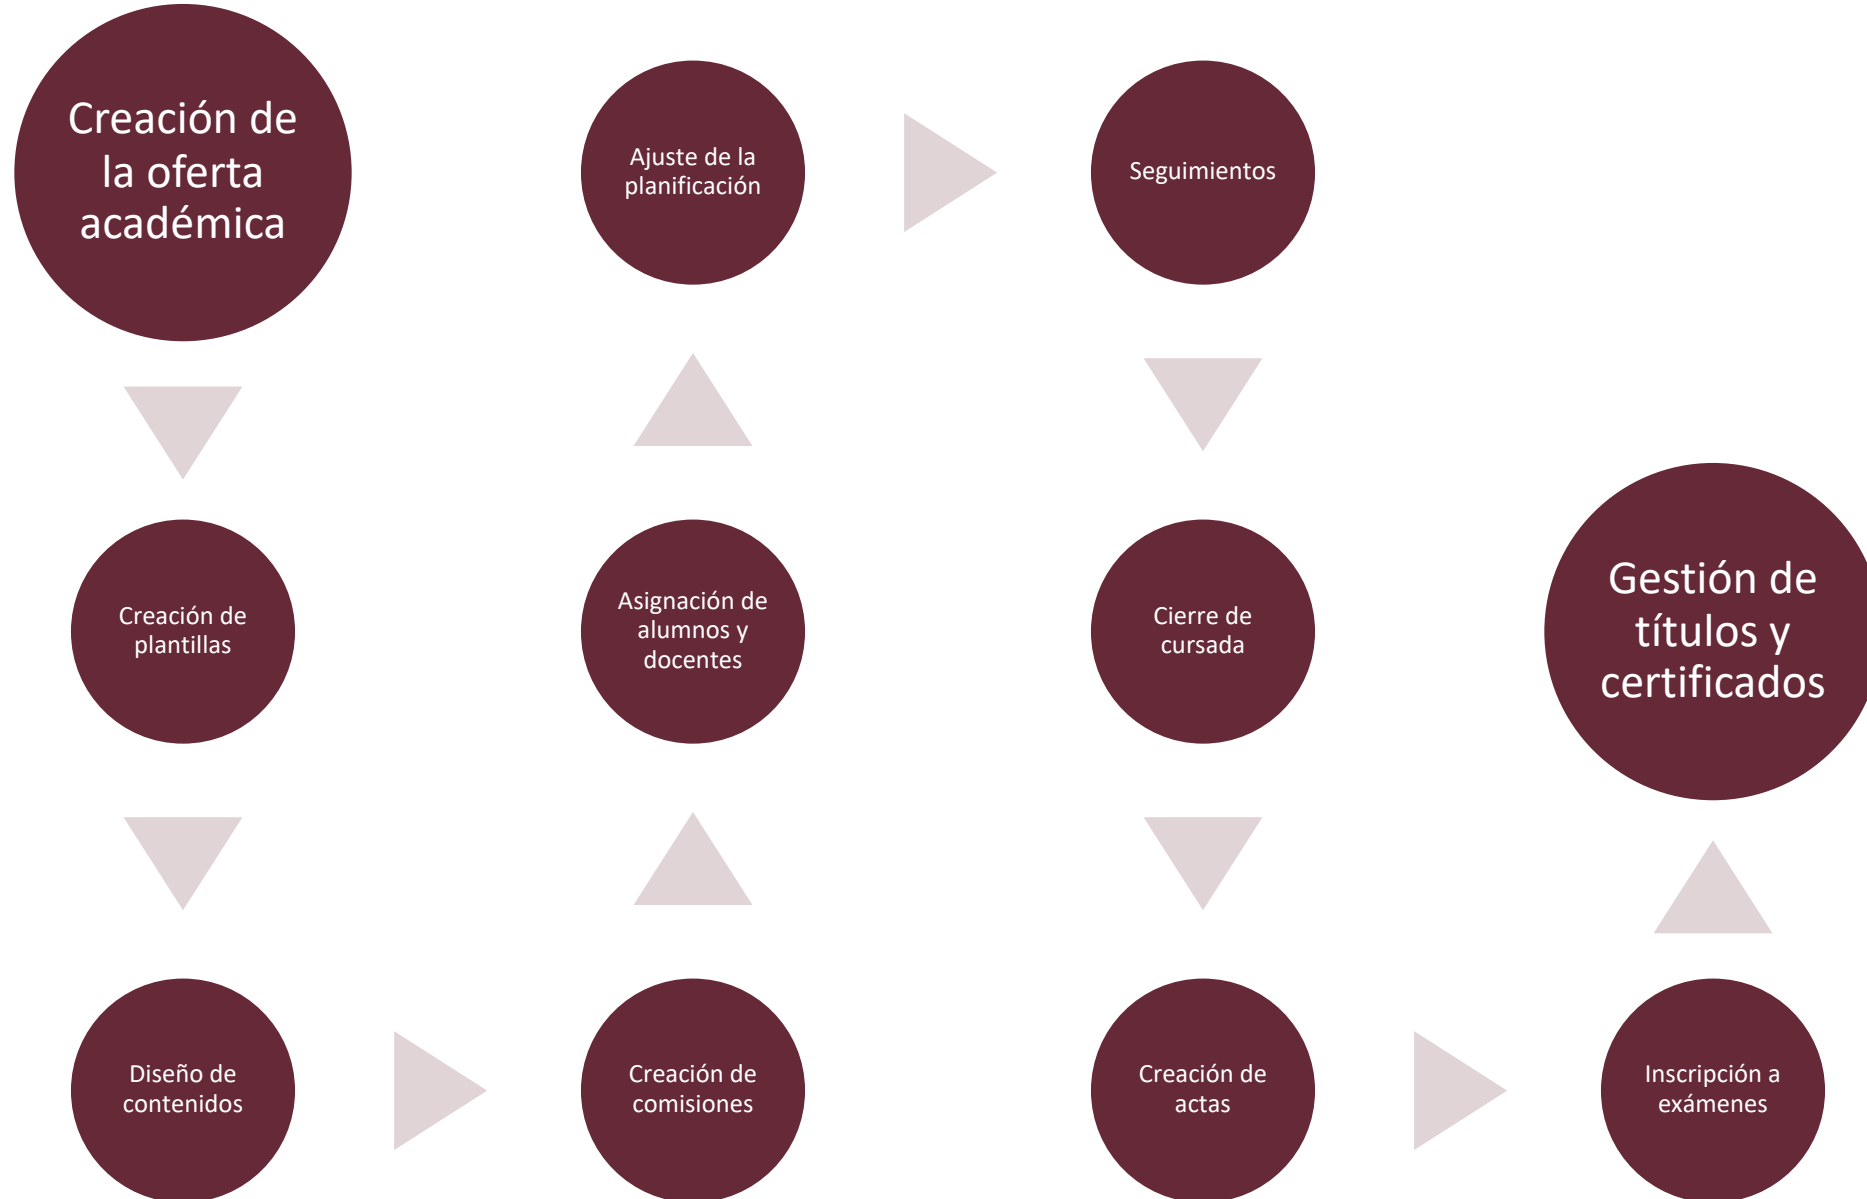 Creación de
la oferta
académica
Creación de
plantillas
Diseño de
contenidos
Creación de
comisiones
Asignación de
alumnos y
docentes
Ajuste de la
planificación
Seguimientos
Cierre de
cursada
Creación de
actas
Inscripción a
exámenes
Gestión de
títulos y
certificados